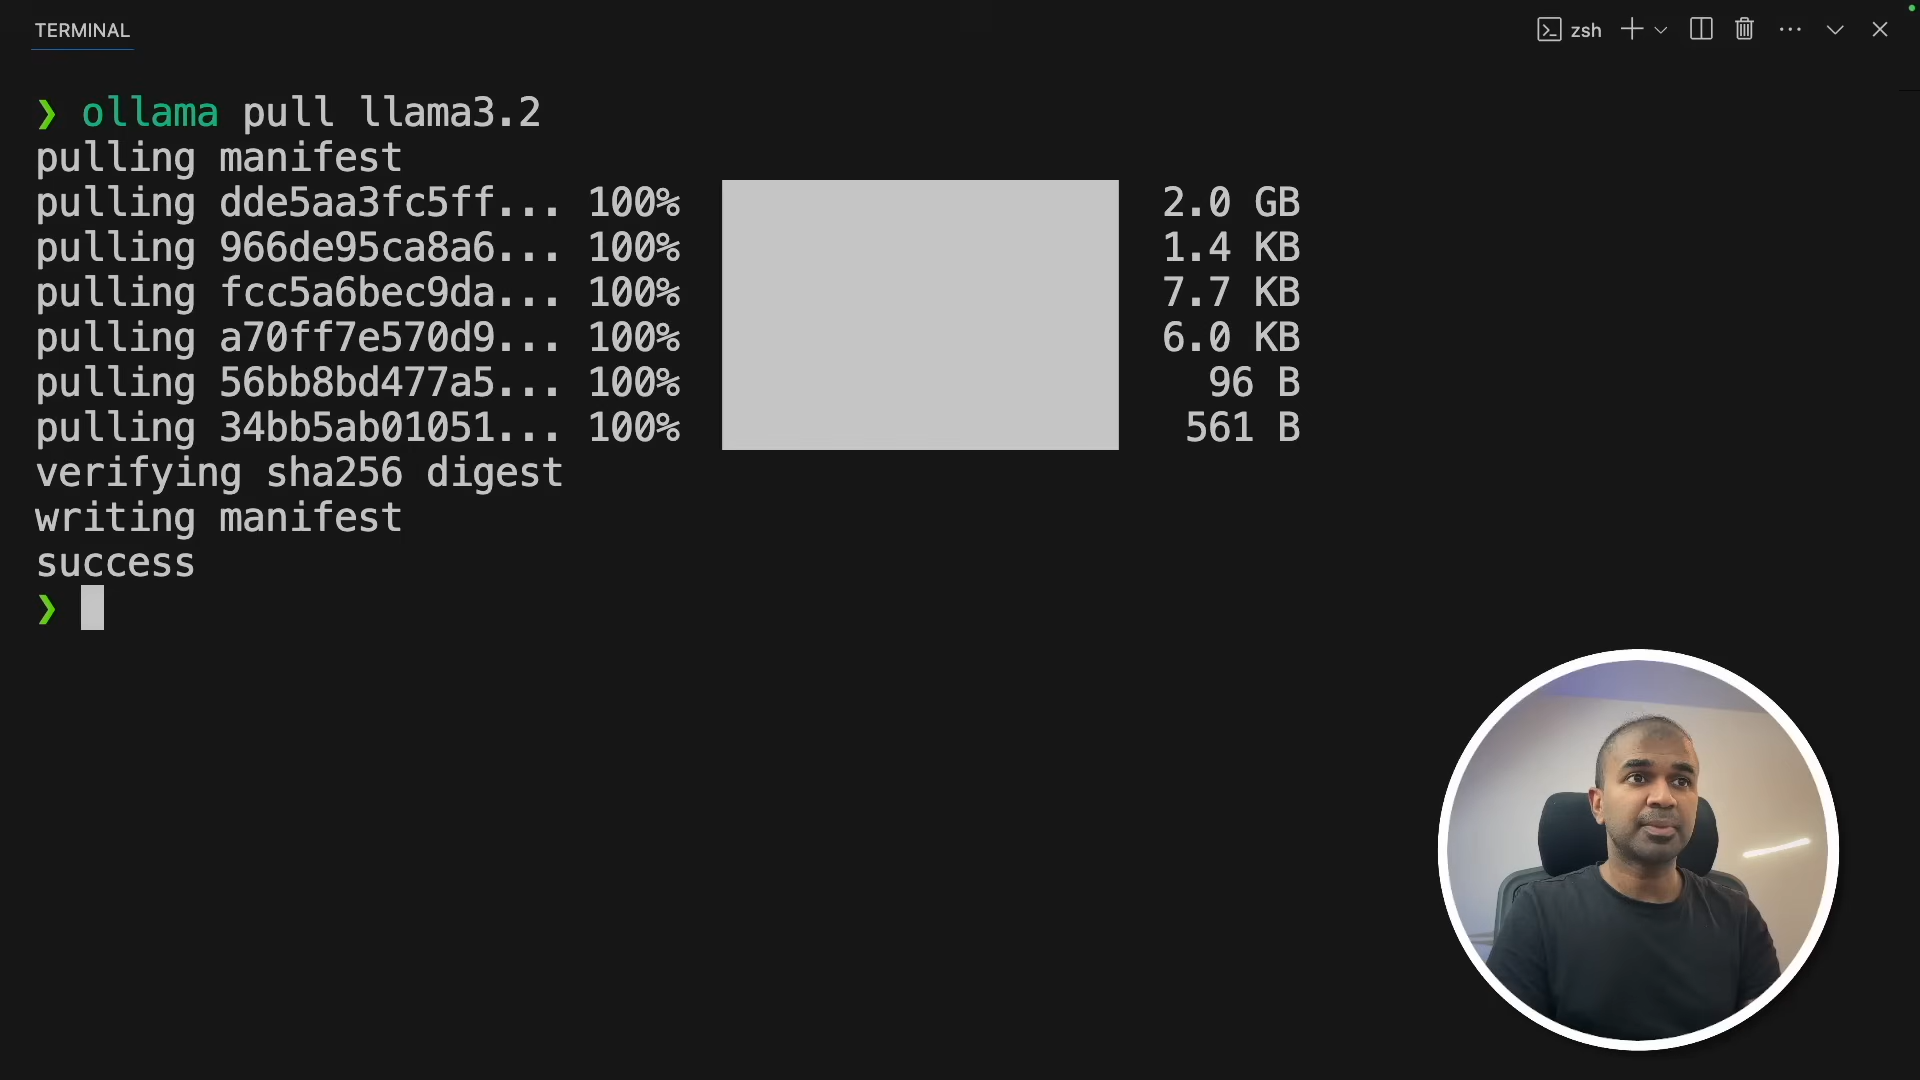 TERMINAL
zsh
❯ ollama pull llama3.2
pulling manifest
pulling dde5aa3fc5ff... 100% 2.0 GB
pulling 966de95ca8a6... 100% 1.4 KB
pulling fcc5a6bec9da... 100% 7.7 KB
pulling a70ff7e570d9... 100% 6.0 KB
pulling 56bb8bd477a5... 100% 96 B
pulling 34bb5ab01051... 100% 561 B
verifying sha256 digest
writing manifest
success
❯